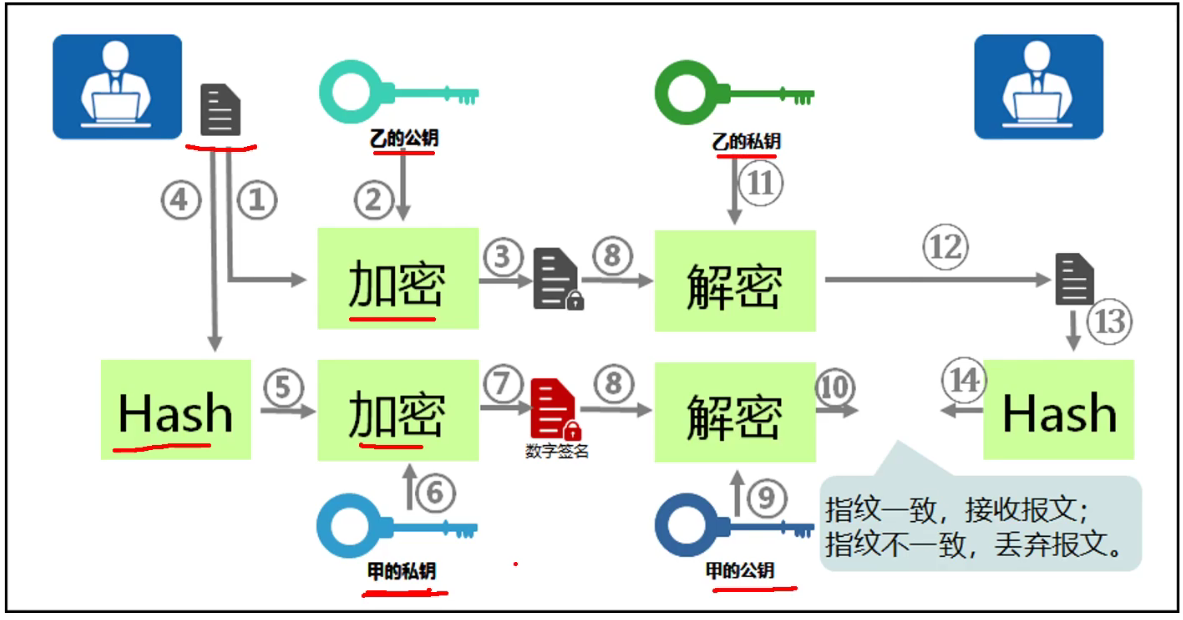 乙的公钥
乙的私钥
④
①
②
⑪
加密
③
⑧
解密
⑫
⑬
Hash
⑤
加密
⑦
数字签名
⑧
解密
⑩
⑭
Hash
⑥
甲的私钥
⑨
甲的公钥
指纹一致，接收报文；
指纹不一致，丢弃报文。